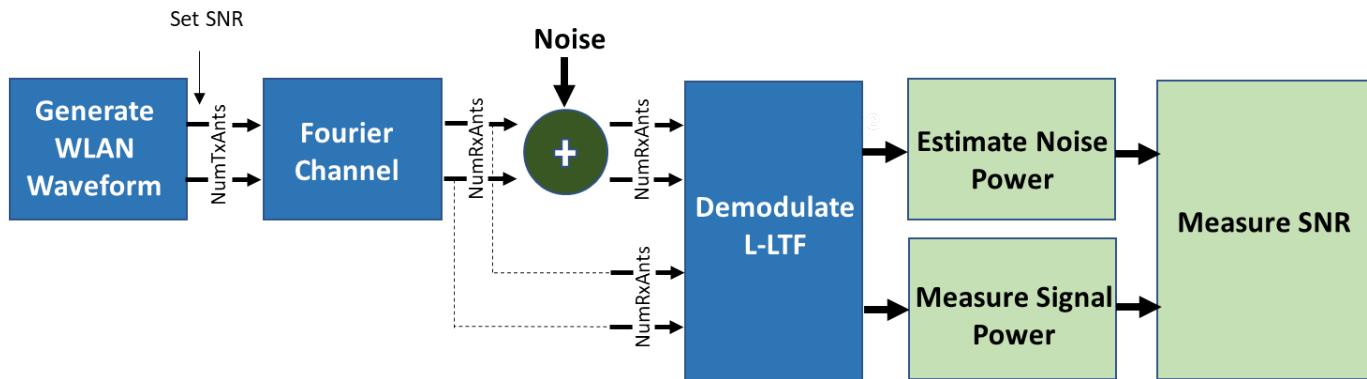 Set SNR
Noise
Generate
WLAN
Waveform
NumTxAnts
Fourier
Channel
NumRxAnts
+
NumRxAnts
NumRxAnts
Demodulate
L-LTF
Estimate Noise
Power
Measure Signal
Power
Measure SNR